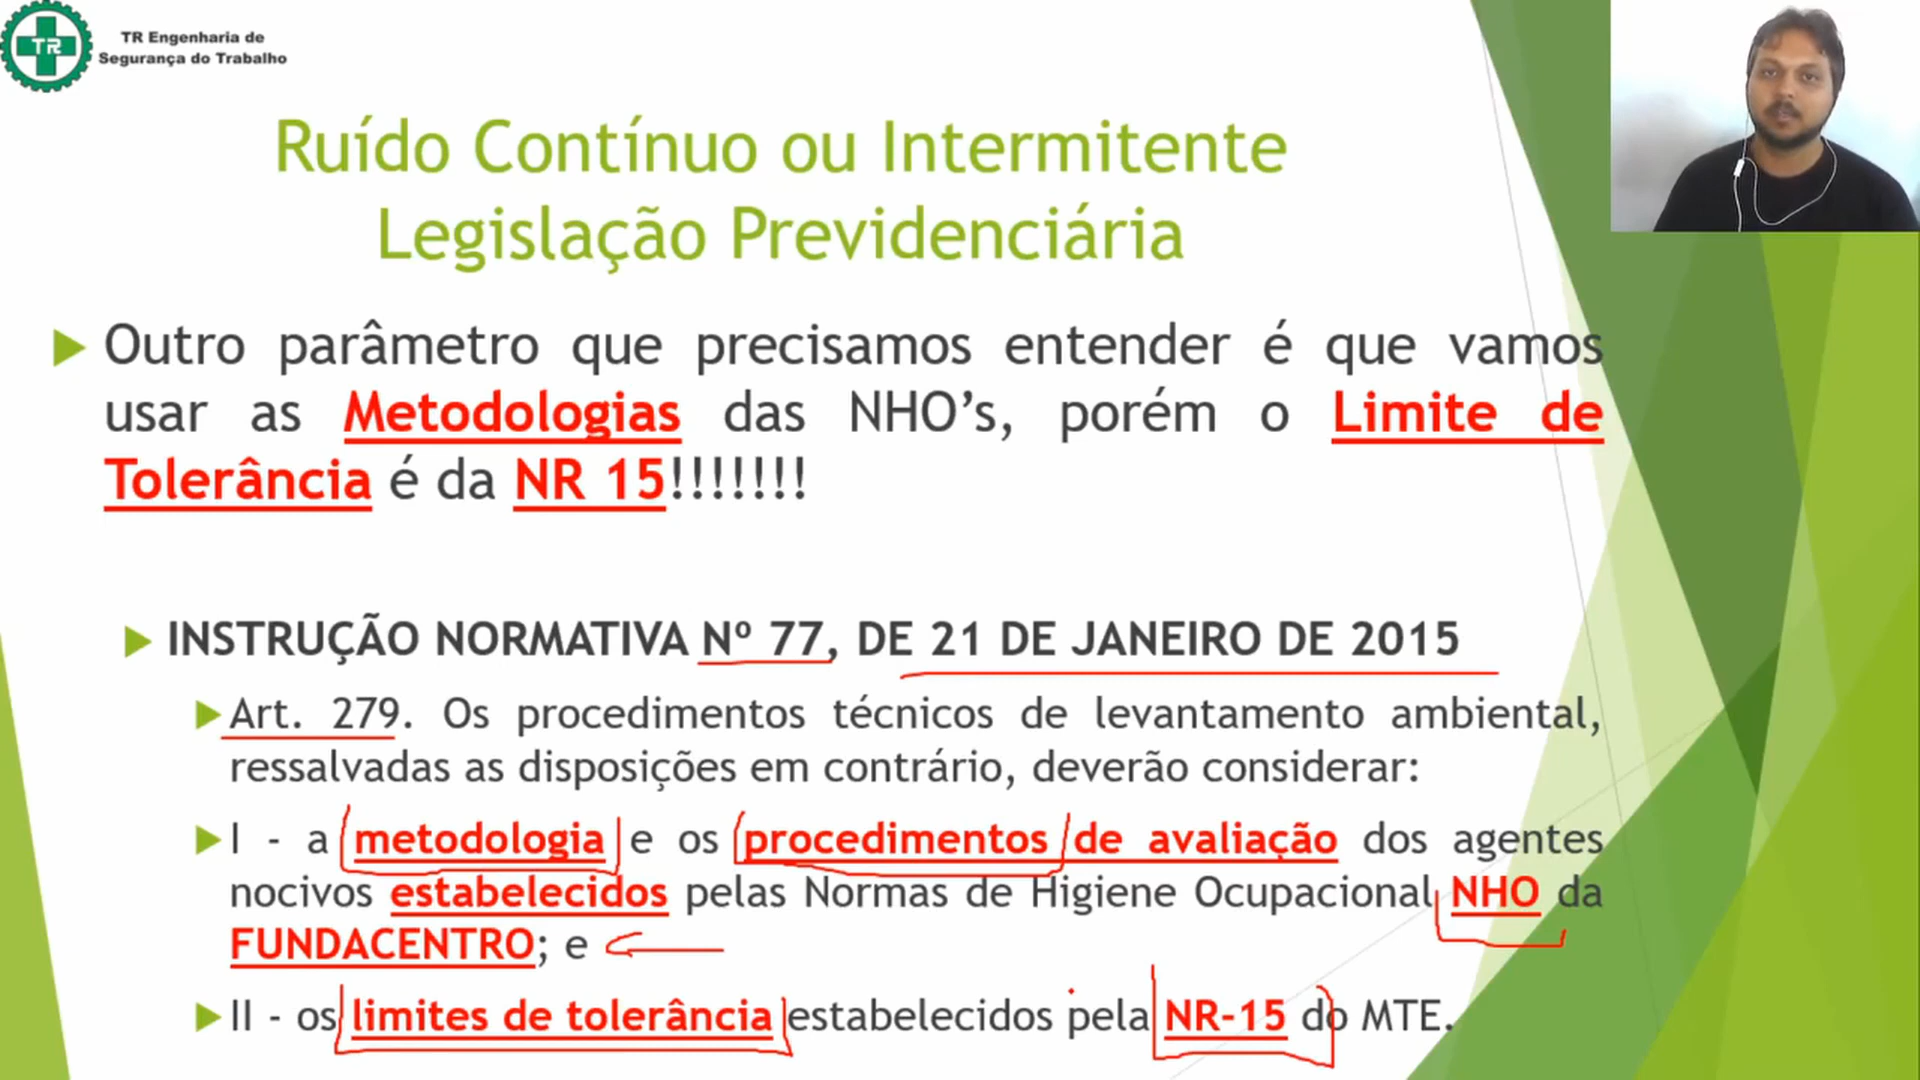 TR
TR Engenharia de
Segurança do Trabalho
Ruído Contínuo ou Intermitente
Legislação Previdenciária
Outro parâmetro que precisamos entender é que vamos
usar as Metodologias das NHO’s, porém o Limite de
Tolerância é da NR 15!!!!!!!
INSTRUÇÃO NORMATIVA Nº 77, DE 21 DE JANEIRO DE 2015
Art. 279. Os procedimentos técnicos de levantamento ambiental,
ressalvadas as disposições em contrário, deverão considerar:
I - a metodologia e os procedimentos de avaliação dos agentes
nocivos estabelecidos pelas Normas de Higiene Ocupacional NHO da
FUNDACENTRO; e
II - os limites de tolerância estabelecidos pela NR-15 do MTE.